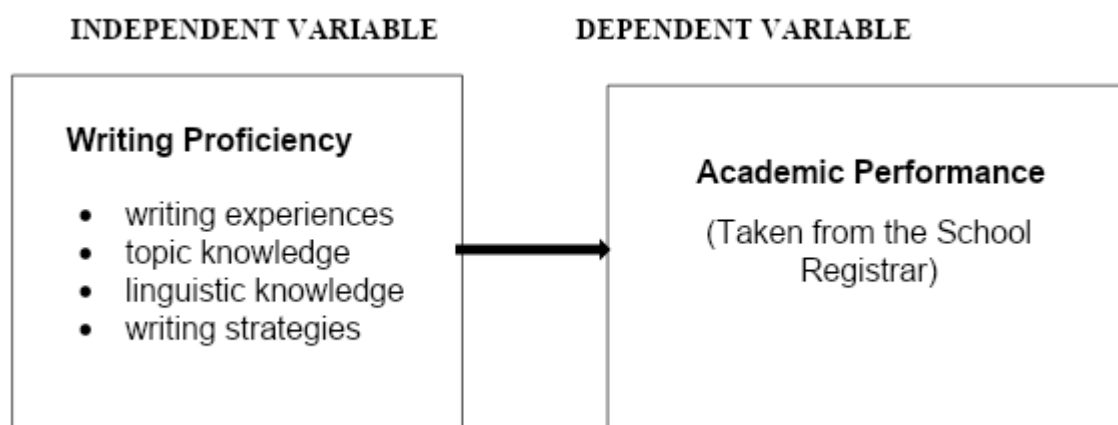 INDEPENDENT VARIABLE
DEPENDENT VARIABLE
Writing Proficiency
• writing experiences
• topic knowledge
• linguistic knowledge
• writing strategies
Academic Performance
(Taken from the School
Registrar)